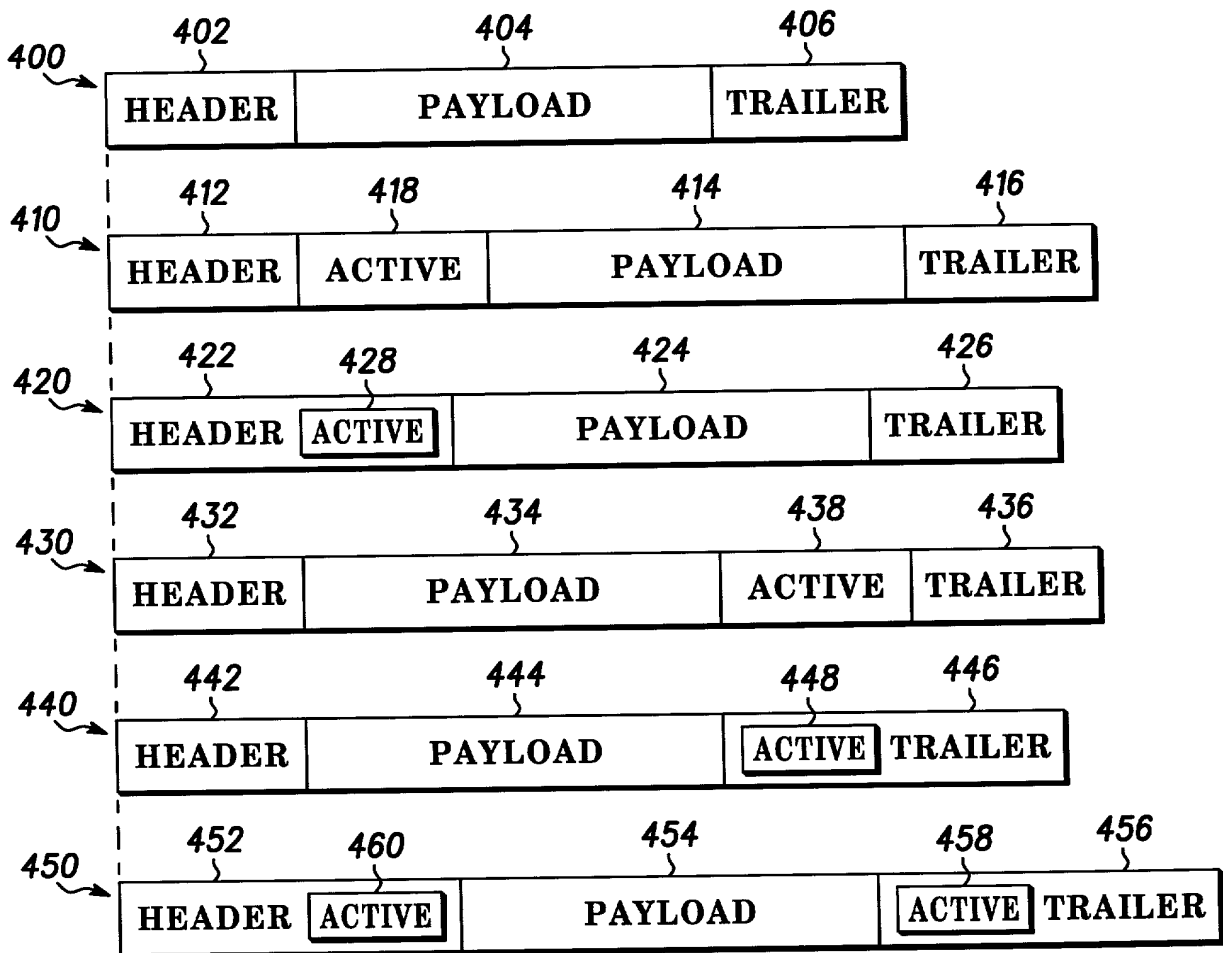 402 404 406
400
HEADER PAYLOAD TRAILER
412 418 414 416
410
HEADER ACTIVE PAYLOAD TRAILER
422 428 424 426
420
HEADER ACTIVE PAYLOAD TRAILER
432 434 438 436
430
HEADER PAYLOAD ACTIVE TRAILER
442 444 448 446
440
HEADER PAYLOAD ACTIVE TRAILER
452 460 454 458 456
450
HEADER ACTIVE PAYLOAD ACTIVE TRAILER